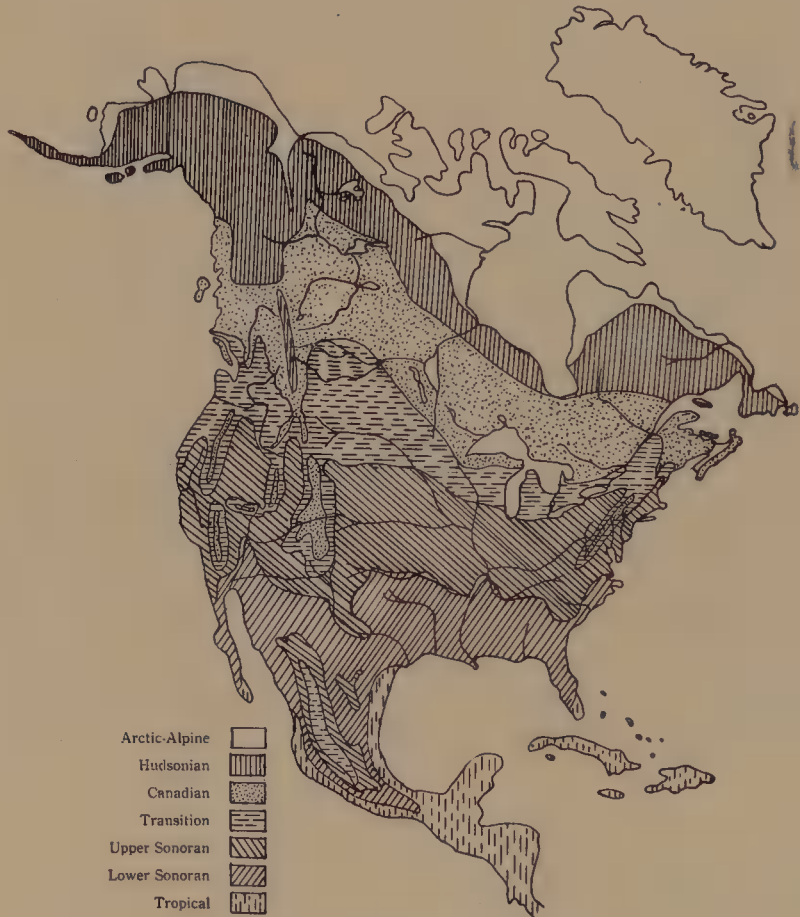 Arctic-Alpine
Hudsonian
Canadian
Transition
Upper Sonoran
Lower Sonoran
Tropical